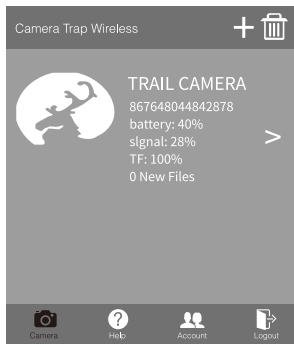 Camera Trap Wireless
TRAIL CAMERA
867648044842878
battery: 40%
slgnal: 28%
TF: 100%
0 New Files
>
Camera
Help
Account
Logout